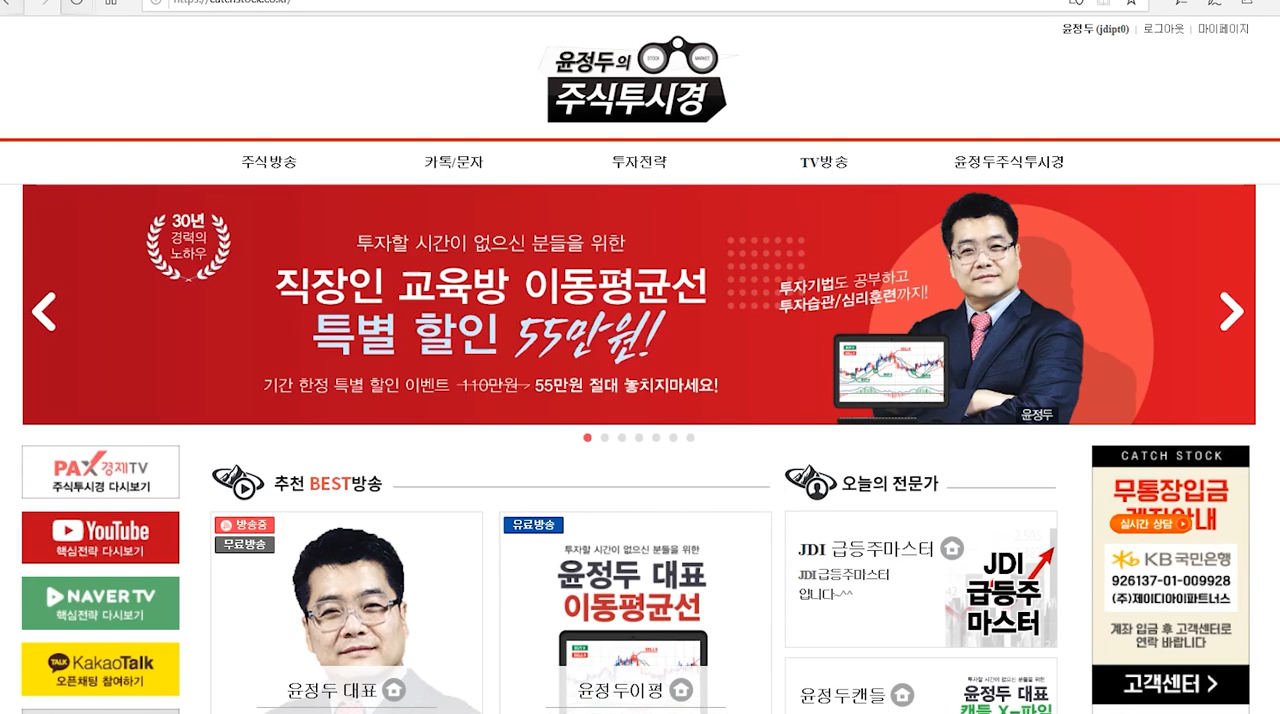 https://catchstock.co.kr/
윤정두 (jdipt0) | 로그아웃 | 마이페이지
윤정두의
STOCK MARKET
주식투시경
주식방송 카톡/문자 투자전략 TV방송 윤정두주식투시경
30년
경력의
노하우
투자할 시간이 없으신 분들을 위한
직장인 교육방 이동평균선
특별 할인 55만원!
기간 한정 특별 할인 이벤트 110만원 55만원 절대 놓치지마세요!
투자기법도 공부하고
투자습관/심리훈련까지!
윤정두
PAX경제TV
주식투시경 다시보기
YouTube
핵심전략 다시보기
NAVER TV
핵심전략 다시보기
TALK KakaoTalk
오픈채팅 참여하기
추천 BEST방송
방송중
무료방송
윤정두 대표
유료방송
투자할 시간이 없으신 분들을 위한
윤정두 대표
이동평균선
윤정두이평
오늘의 전문가
JDI 급등주마스터
JDI 급등주마스터
입니다~^^
JDI
급등주
마스터
윤정두캔들
투자할 시간이 없으신 분들을 위한
윤정두 대표
캔들 X-파일
CATCH STOCK
무통장입금
계좌안내
실시간 상담
KB국민은행
926137-01-009928
(주)제이디아이파트너스
계좌 입금 후 고객센터로
연락 바랍니다
고객센터